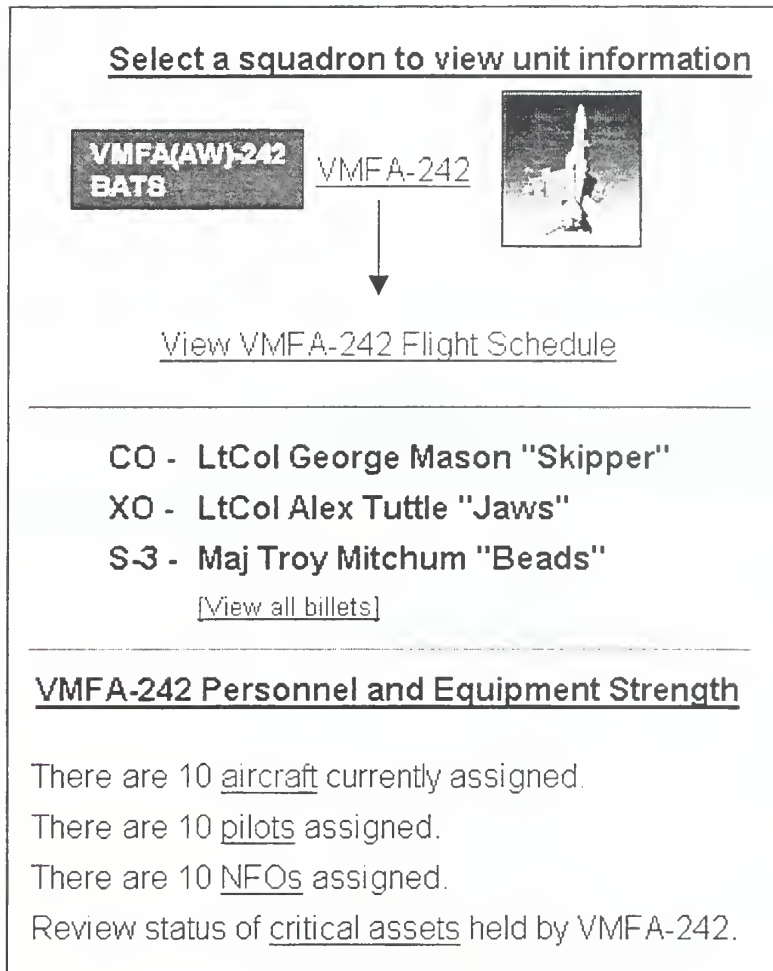 Select a squadron to view unit information
VMFA(AW)-242
BATS
VMFA-242
View VMFA-242 Flight Schedule
CO - LtCol George Mason "Skipper"
XO - LtCol Alex Tuttle "Jaws"
S-3 - Maj Troy Mitchum "Beads"
[View all billets]
VMFA-242 Personnel and Equipment Strength
There are 10 aircraft currently assigned.
There are 10 pilots assigned.
There are 10 NFOs assigned.
Review status of critical assets held by VMFA-242.